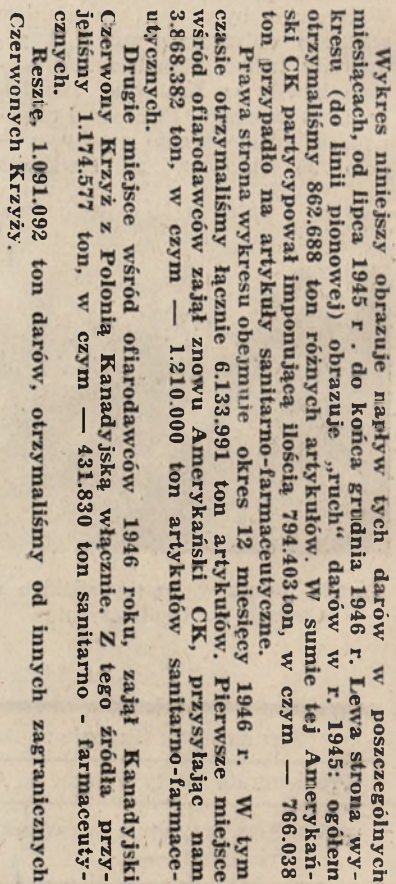 Wykres niniejszy obrazuje napływ tych darów w poszczególnych
miesiącach, od lipca 1945 r . do końca grudnia 1946 r. Lewa strona wy-
kresu (do linii pionowej) obrazuje „ruch“ darów w r. 1945: ogółem
otrzymaliśmy 862.688 ton różnych artykułów. W sumie tej Amerykań-
ski CK partycypował imponującą ilością 794.403 ton, w czym — 766.038
ton przypadło na artykuły sanitarno-farmaceutyczne.
Prawa strona wykresu obejmuje okres 12 miesięcy 1946 r. W tym
czasie otrzymaliśmy łącznie 6.133.991 ton artykułów. Pierwsze miejsce
wśród ofiarodawców zajął znowu Amerykański CK, przysyłając nam
3.868.382 ton, w czym — 1.210.000 ton artykułów sanitarno-farmace-
utycznych.
Drugie miejsce wśród ofiarodawców 1946 roku, zajął Kanadyjski
Czerwony Krzyż z Polonią Kanadyjską włącznie. Z tego źródła przy-
jęliśmy 1.174.577 ton, w czym — 431.830 ton sanitarno - farmaceuty-
cznych.
Resztę, 1.091.092 ton darów, otrzymaliśmy od innych zagranicznych
Czerwonych Krzyży.